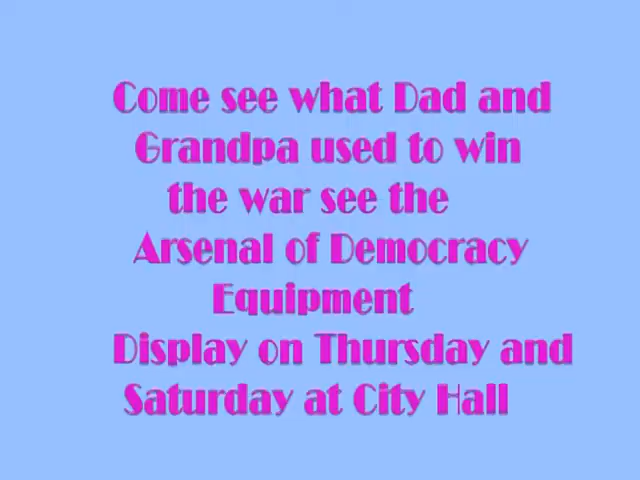 Come see what Dad and
Grandpa used to win
the war see the
Arsenal of Democracy
Equipment
Display on Thursday and
Saturday at City Hall